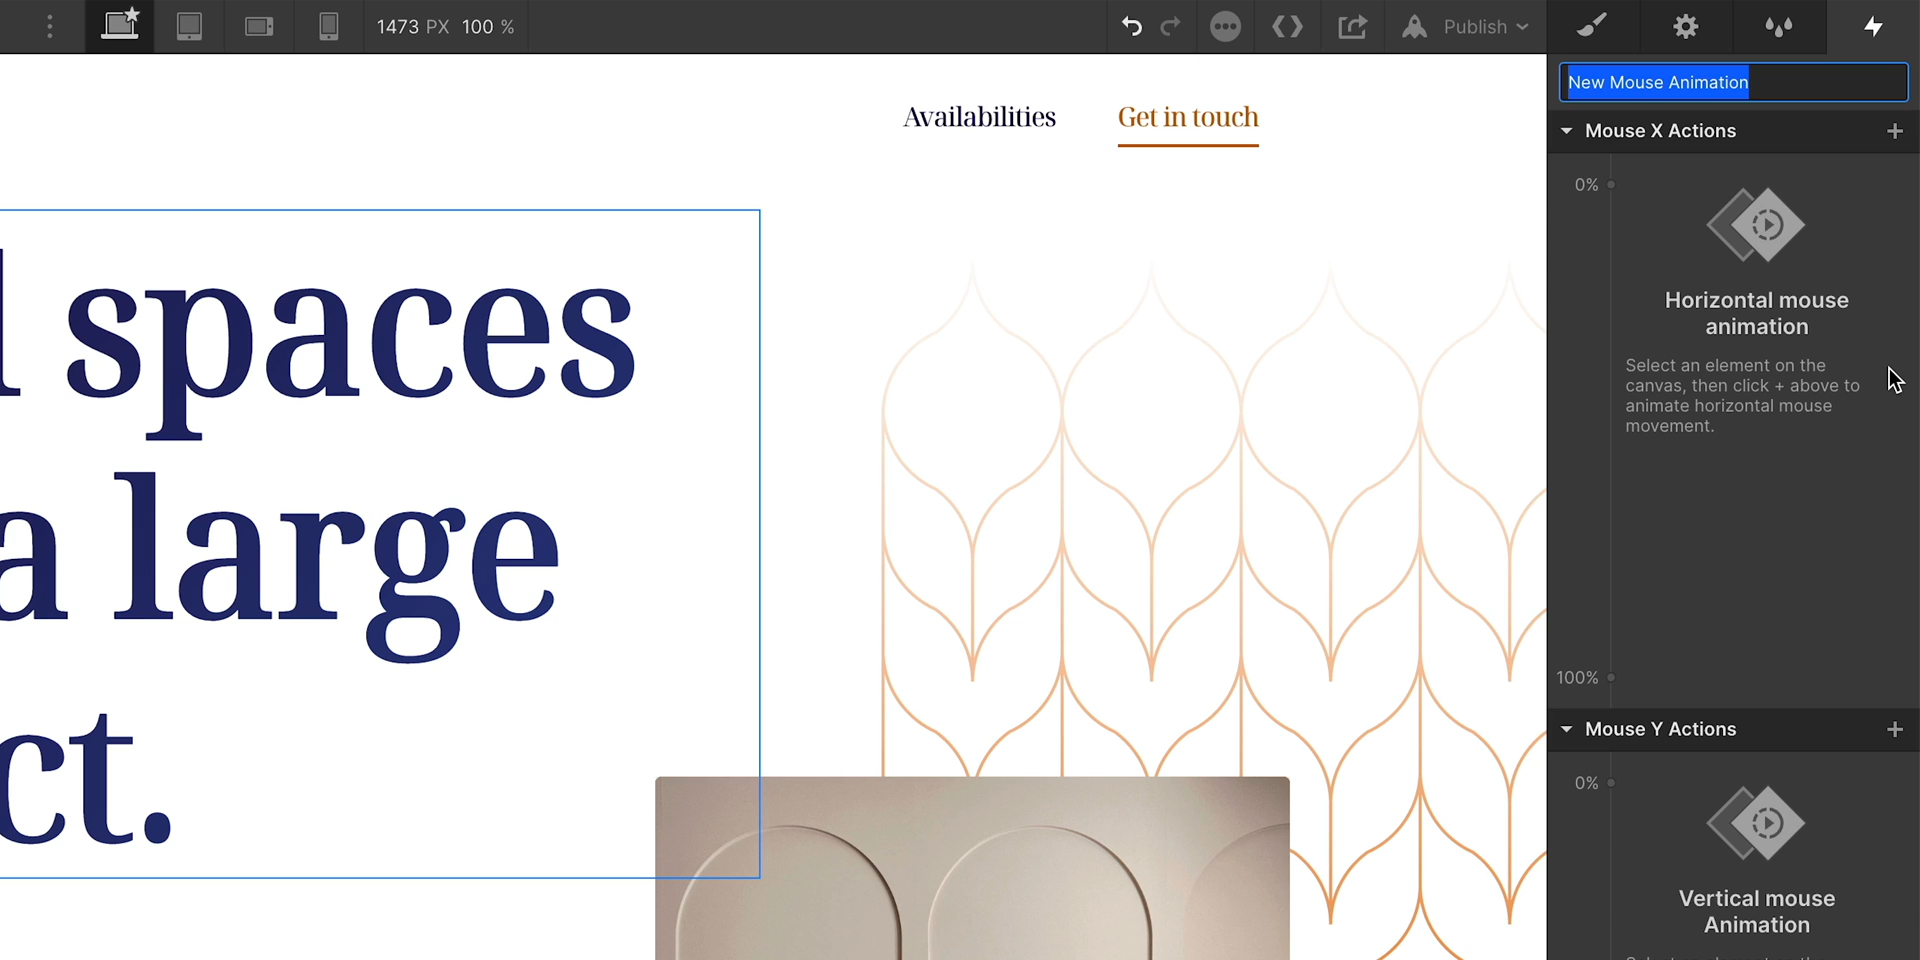 1473 PX 100 %
Publish
New Mouse Animation
Availabilities
Get in touch
Mouse X Actions
0%
Horizontal mouse
animation
Select an element on the
canvas, then click + above to
animate horizontal mouse
movement.
100%
spaces
a large
ct.
Mouse Y Actions
0%
Vertical mouse
Animation